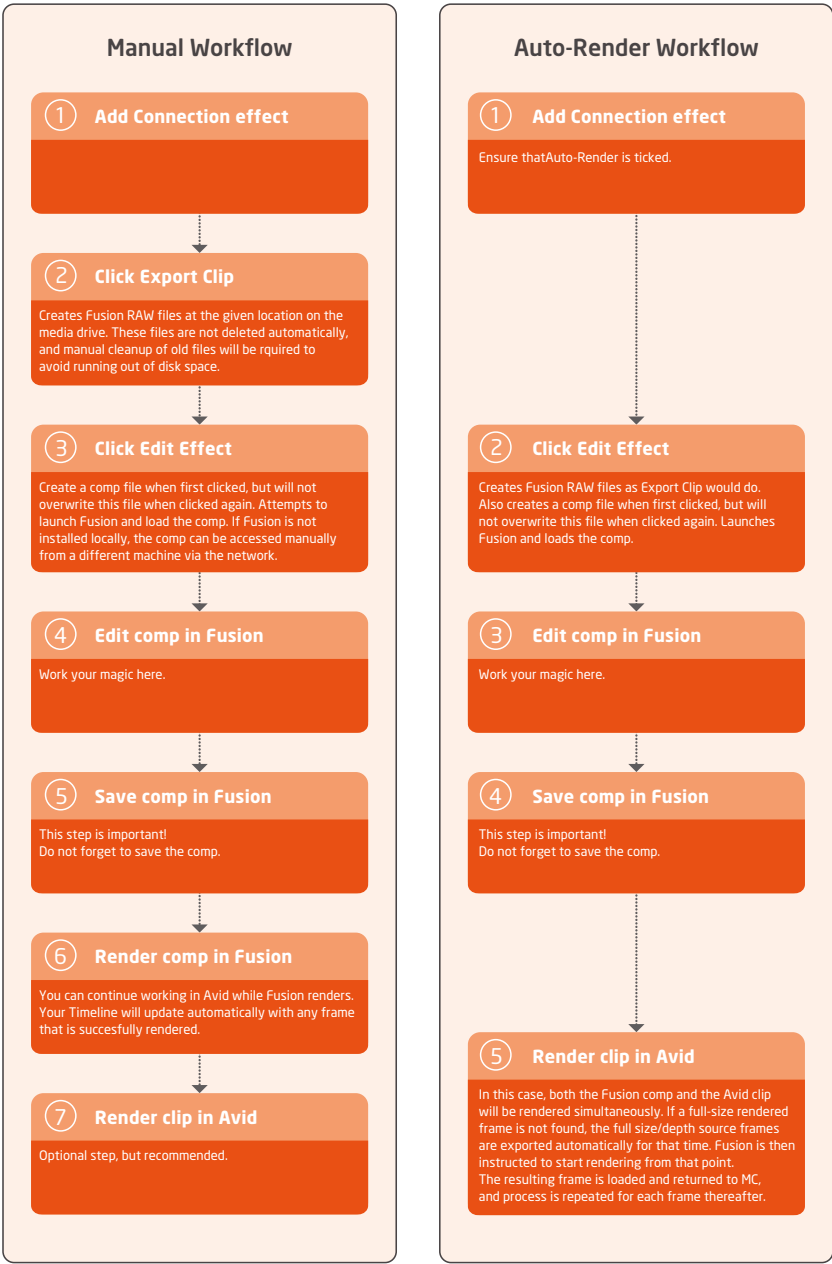 Manual Workflow
1 Add Connection effect
2 Click Export Clip
Creates Fusion RAW files at the given location on the
media drive. These files are not deleted automatically,
and manual cleanup of old files will be rquired to
avoid running out of disk space.
3 Click Edit Effect
Create a comp file when first clicked, but will not
overwrite this file when clicked again. Attempts to
launch Fusion and load the comp. If Fusion is not
installed locally, the comp can be accessed manually
from a different machine via the network.
4 Edit comp in Fusion
Work your magic here.
5 Save comp in Fusion
This step is important!
Do not forget to save the comp.
6 Render comp in Fusion
You can continue working in Avid while Fusion renders.
Your Timeline will update automatically with any frame
that is succesfully rendered.
7 Render clip in Avid
Optional step, but recommended.
Auto-Render Workflow
1 Add Connection effect
Ensure thatAuto-Render is ticked.
2 Click Edit Effect
Creates Fusion RAW files as Export Clip would do.
Also creates a comp file when first clicked, but will
not overwrite this file when clicked again. Launches
Fusion and loads the comp.
3 Edit comp in Fusion
Work your magic here.
4 Save comp in Fusion
This step is important!
Do not forget to save the comp.
5 Render clip in Avid
In this case, both the Fusion comp and the Avid clip
will be rendered simultaneously. If a full-size rendered
frame is not found, the full size/depth source frames
are exported automatically for that time. Fusion is then
instructed to start rendering from that point.
The resulting frame is loaded and returned to MC,
and process is repeated for each frame thereafter.